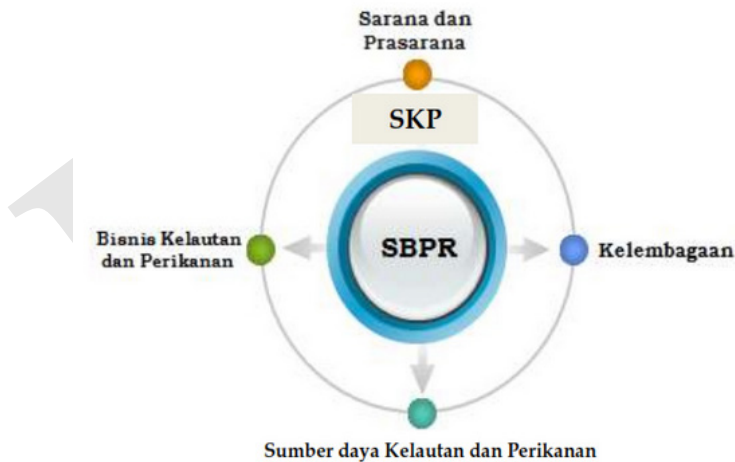 Sarana dan
Prasarana
SKP
SBPR
Bisnis Kelautan
dan Perikanan
Kelembagaan
Sumber daya Kelautan dan Perikanan